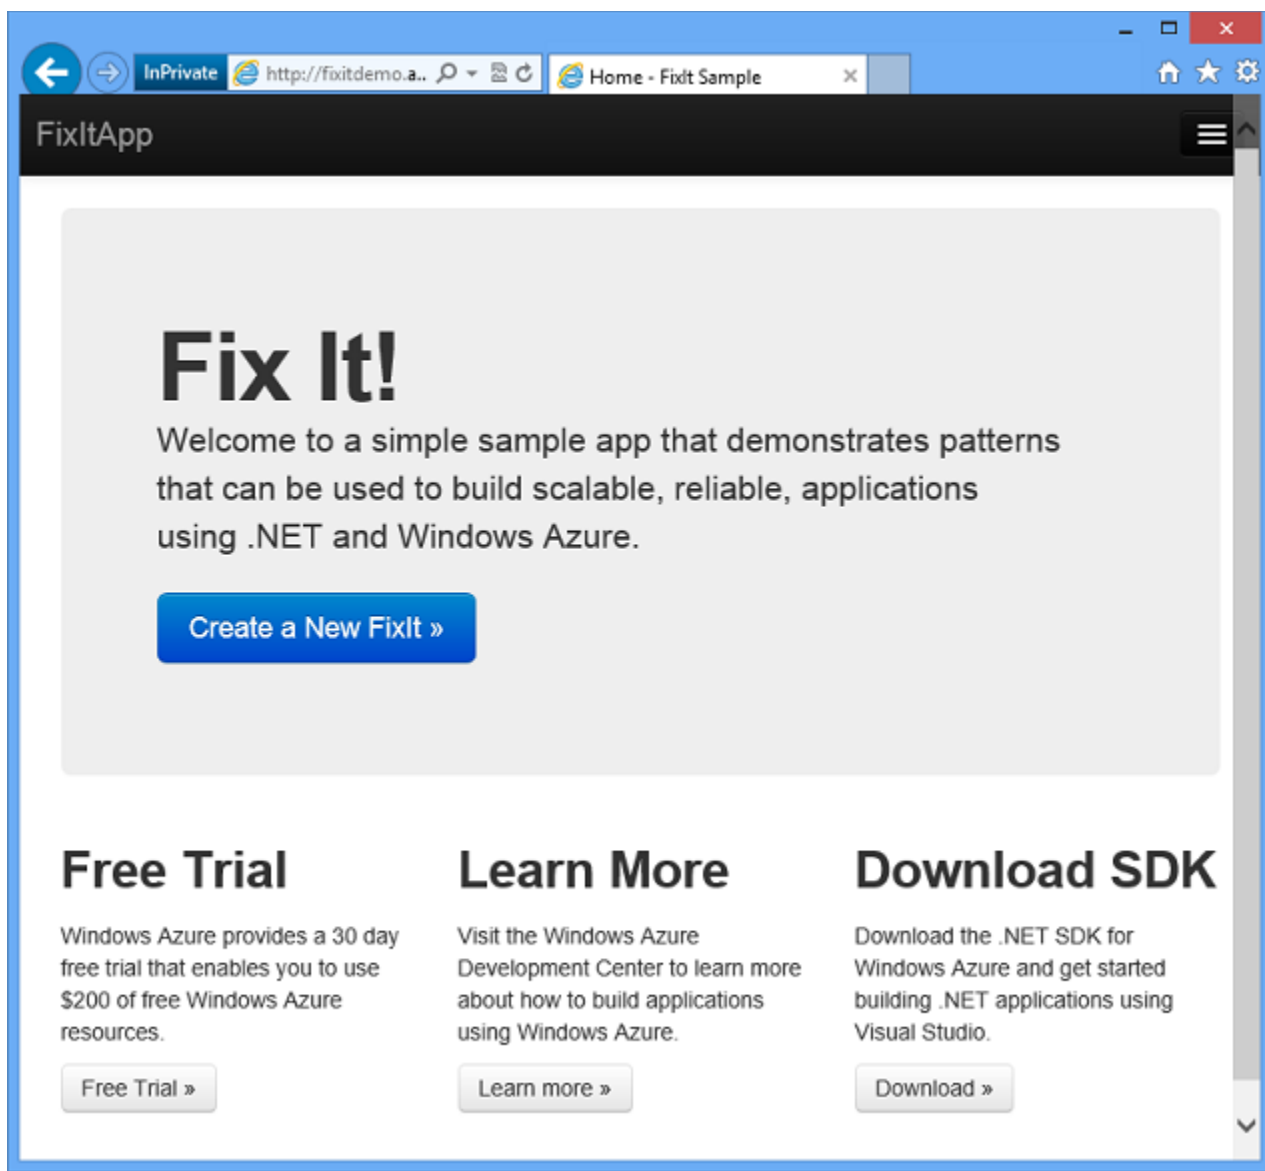 InPrivate
http://fixitdemo.a..
Home - FixIt Sample
FixItApp
Fix It!
Welcome to a simple sample app that demonstrates patterns
that can be used to build scalable, reliable, applications
using .NET and Windows Azure.
Create a New FixIt »
Free Trial
Windows Azure provides a 30 day
free trial that enables you to use
$200 of free Windows Azure
resources.
Free Trial »
Learn More
Visit the Windows Azure
Development Center to learn more
about how to build applications
using Windows Azure.
Learn more »
Download SDK
Download the .NET SDK for
Windows Azure and get started
building .NET applications using
Visual Studio.
Download »